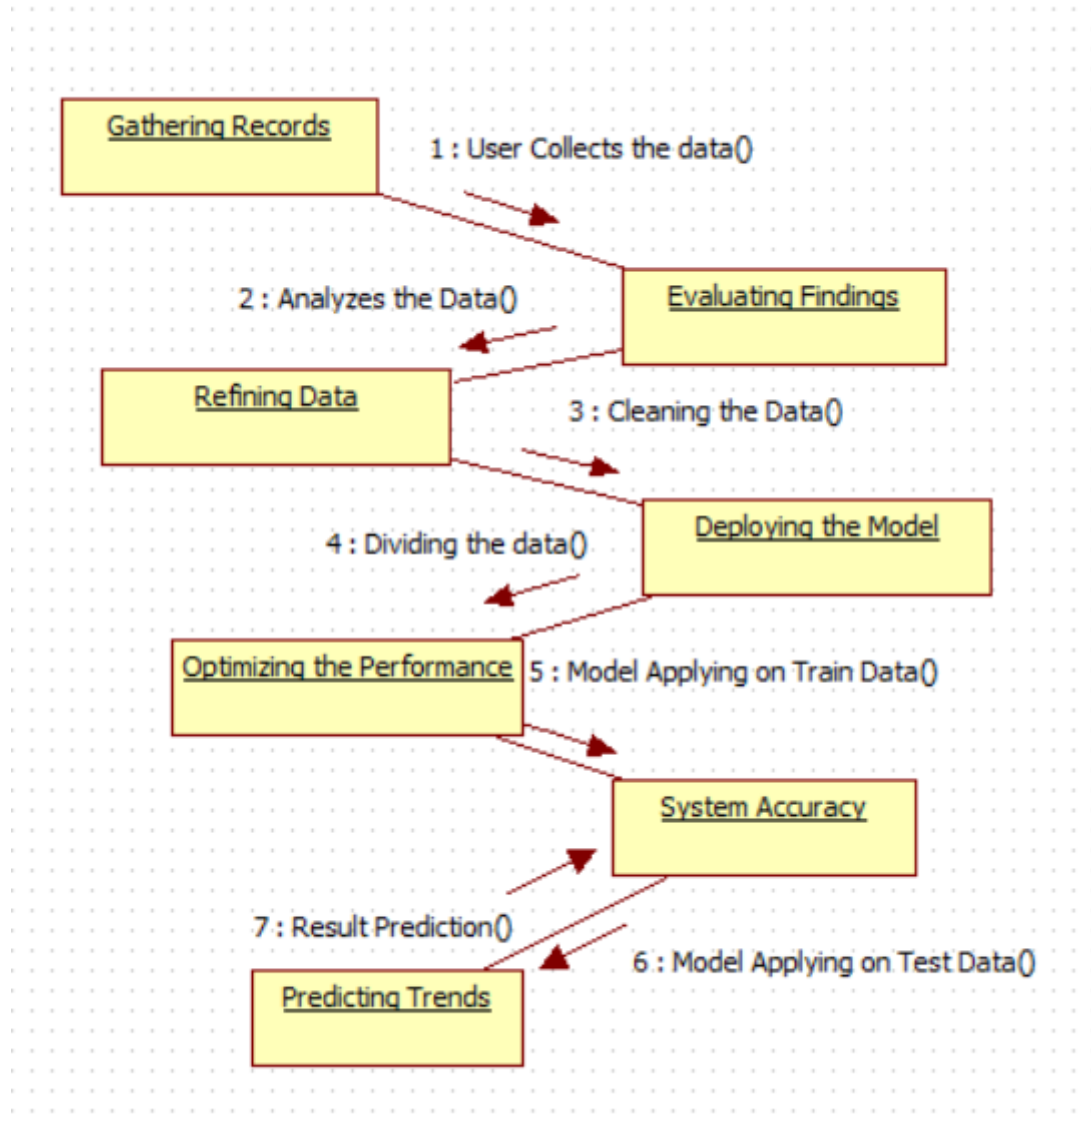 Gathering Records
1 : User Collects the data()
Evaluating Findings
2 : Analyzes the Data()
Refining Data
3 : Cleaning the Data()
Deploying the Model
4 : Dividing the data()
Optimizing the Performance
5 : Model Applying on Train Data()
System Accuracy
7 : Result Prediction()
6 : Model Applying on Test Data()
Predicting Trends